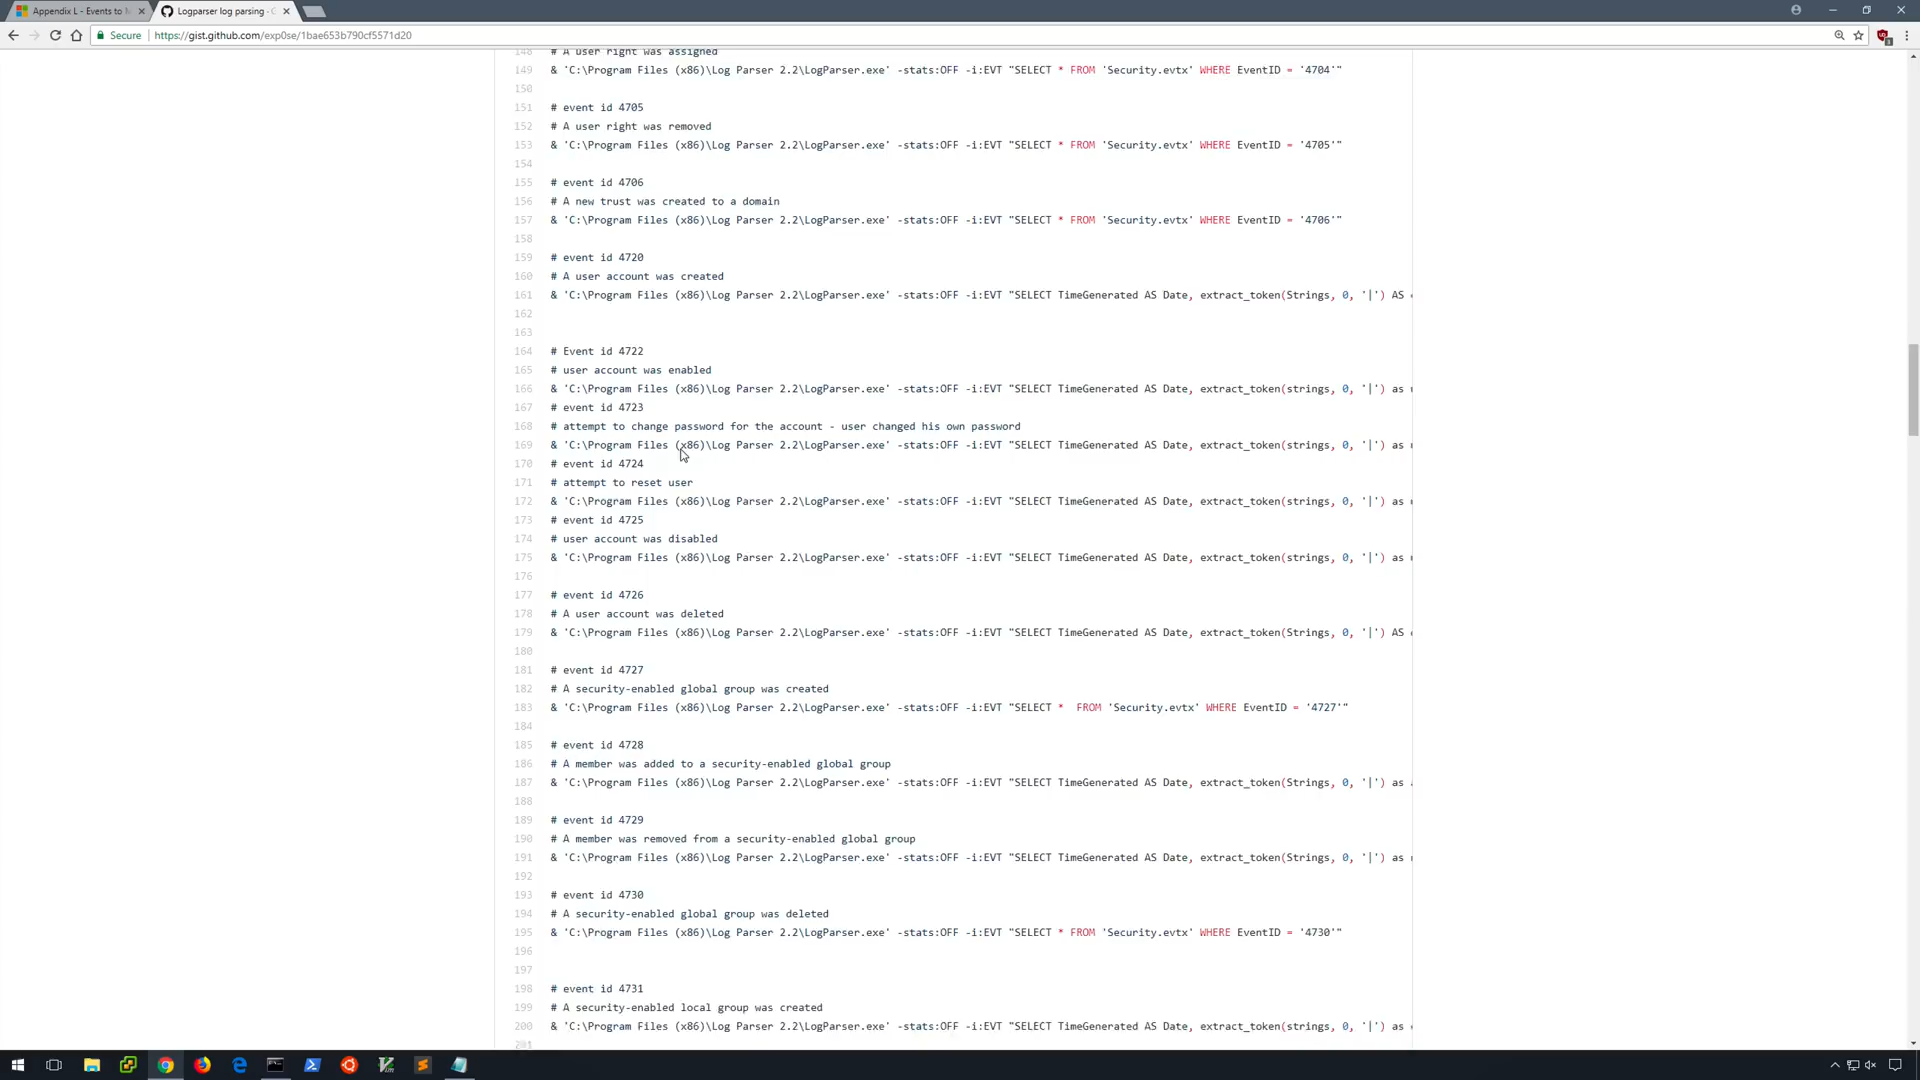 Appendix L - Events to M
Logparser log parsing - G
Secure
https://gist.github.com/exp0se/1bae653b790cf5571d20
148 # A user right was assigned
149 & 'C:\Program Files (x86)\Log Parser 2.2\LogParser.exe' -stats:OFF -i:EVT "SELECT * FROM 'Security.evtx' WHERE EventID = '4704'"
150
151 # event id 4705
152 # A user right was removed
153 & 'C:\Program Files (x86)\Log Parser 2.2\LogParser.exe' -stats:OFF -i:EVT "SELECT * FROM 'Security.evtx' WHERE EventID = '4705'"
154
155 # event id 4706
156 # A new trust was created to a domain
157 & 'C:\Program Files (x86)\Log Parser 2.2\LogParser.exe' -stats:OFF -i:EVT "SELECT * FROM 'Security.evtx' WHERE EventID = '4706'"
158
159 # event id 4720
160 # A user account was created
161 & 'C:\Program Files (x86)\Log Parser 2.2\LogParser.exe' -stats:OFF -i:EVT "SELECT TimeGenerated AS Date, extract_token(Strings, 0, '|') AS
162
163
164 # Event id 4722
165 # user account was enabled
166 & 'C:\Program Files (x86)\Log Parser 2.2\LogParser.exe' -stats:OFF -i:EVT "SELECT TimeGenerated AS Date, extract_token(strings, 0, '|') as
167 # event id 4723
168 # attempt to change password for the account - user changed his own password
169 & 'C:\Program Files (x86)\Log Parser 2.2\LogParser.exe' -stats:OFF -i:EVT "SELECT TimeGenerated AS Date, extract_token(strings, 0, '|') as
170 # event id 4724
171 # attempt to reset user
172 & 'C:\Program Files (x86)\Log Parser 2.2\LogParser.exe' -stats:OFF -i:EVT "SELECT TimeGenerated AS Date, extract_token(strings, 0, '|') as
173 # event id 4725
174 # user account was disabled
175 & 'C:\Program Files (x86)\Log Parser 2.2\LogParser.exe' -stats:OFF -i:EVT "SELECT TimeGenerated AS Date, extract_token(strings, 0, '|') as
176
177 # event id 4726
178 # A user account was deleted
179 & 'C:\Program Files (x86)\Log Parser 2.2\LogParser.exe' -stats:OFF -i:EVT "SELECT TimeGenerated AS Date, extract_token(Strings, 0, '|') AS
180
181 # event id 4727
182 # A security-enabled global group was created
183 & 'C:\Program Files (x86)\Log Parser 2.2\LogParser.exe' -stats:OFF -i:EVT "SELECT *  FROM 'Security.evtx' WHERE EventID = '4727'"
184
185 # event id 4728
186 # A member was added to a security-enabled global group
187 & 'C:\Program Files (x86)\Log Parser 2.2\LogParser.exe' -stats:OFF -i:EVT "SELECT TimeGenerated AS Date, extract_token(Strings, 0, '|') as
188
189 # event id 4729
190 # A member was removed from a security-enabled global group
191 & 'C:\Program Files (x86)\Log Parser 2.2\LogParser.exe' -stats:OFF -i:EVT "SELECT TimeGenerated AS Date, extract_token(Strings, 0, '|') as
192
193 # event id 4730
194 # A security-enabled global group was deleted
195 & 'C:\Program Files (x86)\Log Parser 2.2\LogParser.exe' -stats:OFF -i:EVT "SELECT * FROM 'Security.evtx' WHERE EventID = '4730'"
196
197
198 # event id 4731
199 # A security-enabled local group was created
200 & 'C:\Program Files (x86)\Log Parser 2.2\LogParser.exe' -stats:OFF -i:EVT "SELECT TimeGenerated AS Date, extract_token(strings, 0, '|') as
201